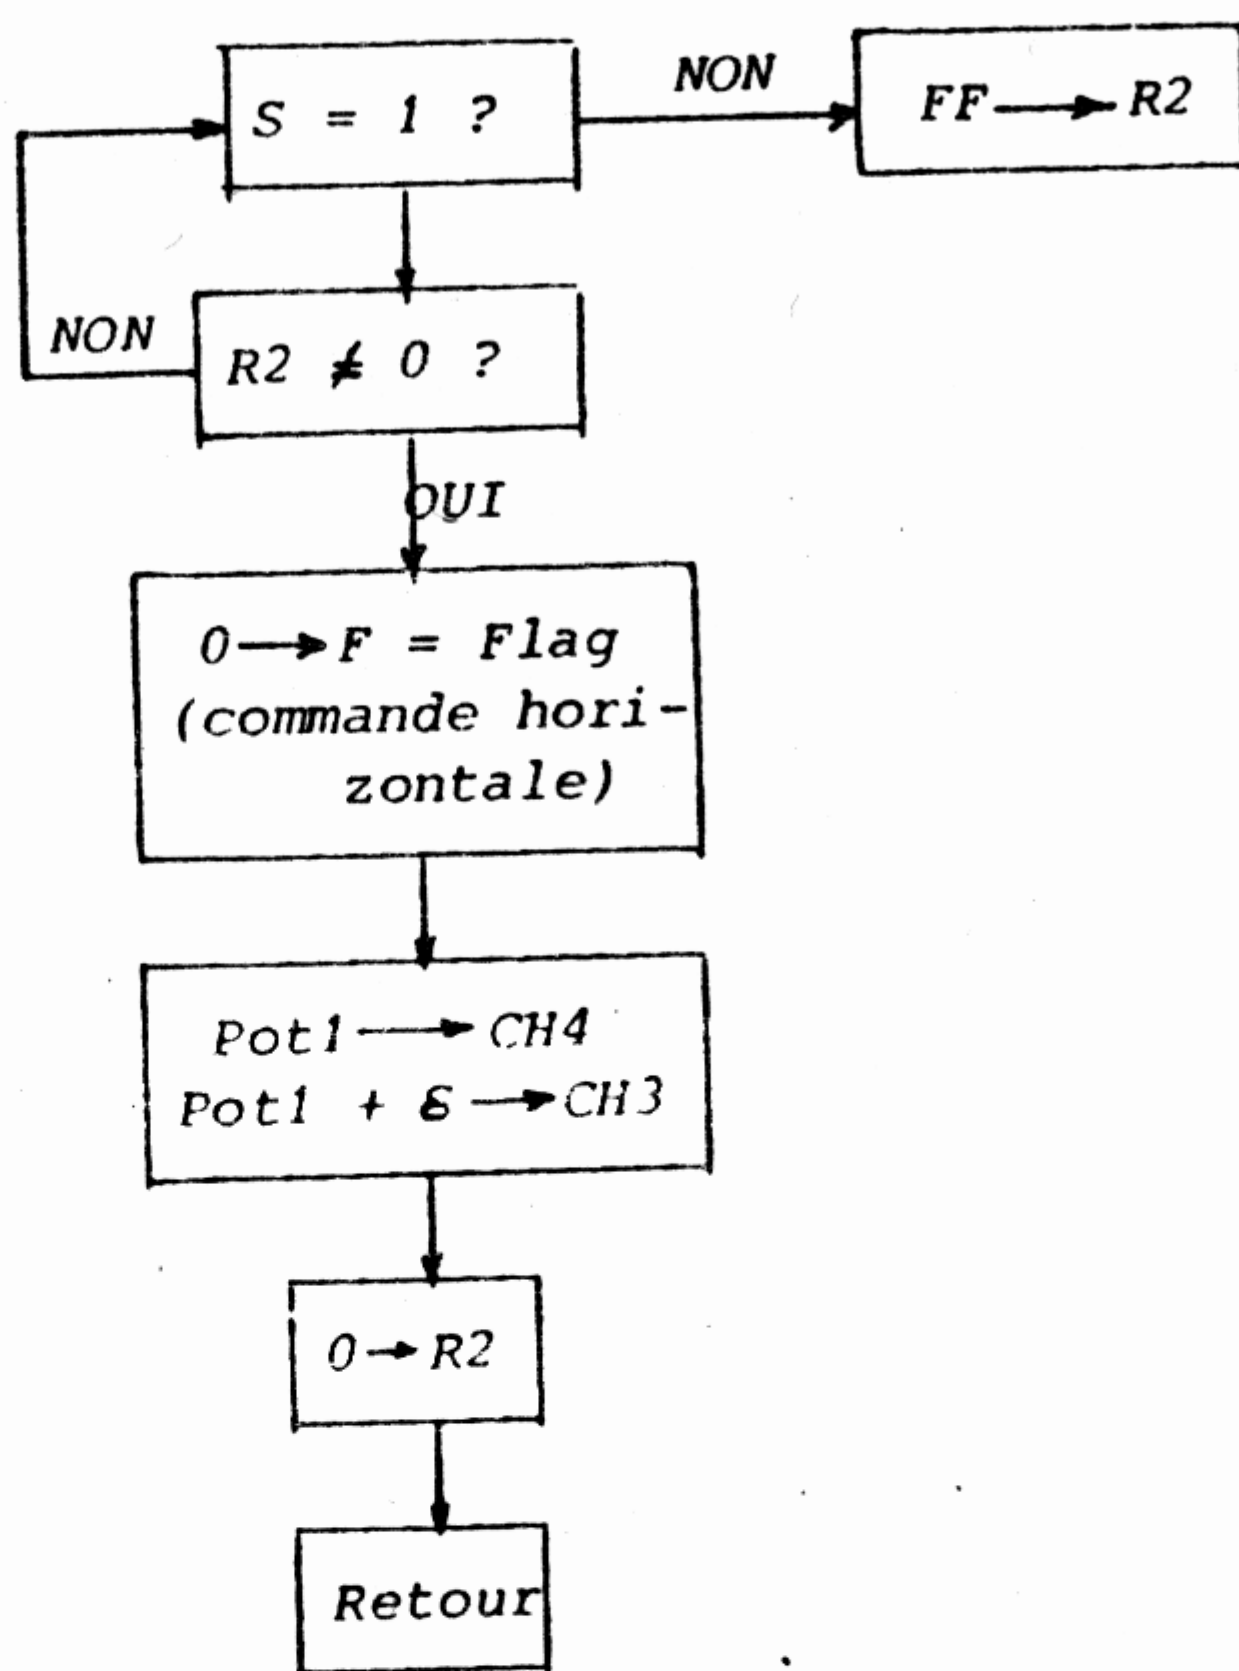 S = 1 ?
NON
FF → R2
NON
R2 ≠ 0 ?
OUI
0 → F = Flag
(commande hori-
zontale)
Pot1 → CH4
Pot1 + ε → CH3
0 → R2
Retour